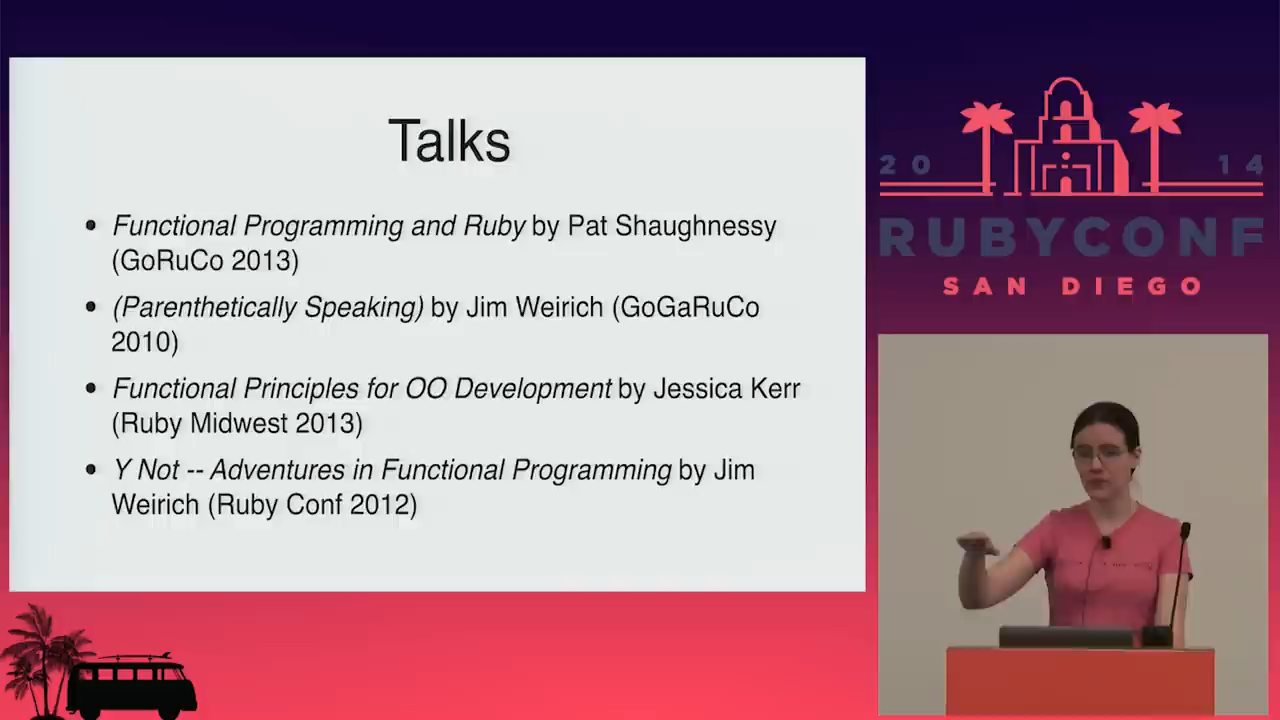 Talks
• Functional Programming and Ruby by Pat Shaughnessy
(GoRuCo 2013)
• (Parenthetically Speaking) by Jim Weirich (GoGaRuCo
2010)
• Functional Principles for OO Development by Jessica Kerr
(Ruby Midwest 2013)
• Y Not -- Adventures in Functional Programming by Jim
Weirich (Ruby Conf 2012)
20 14
RUBYCONF
SAN DIEGO